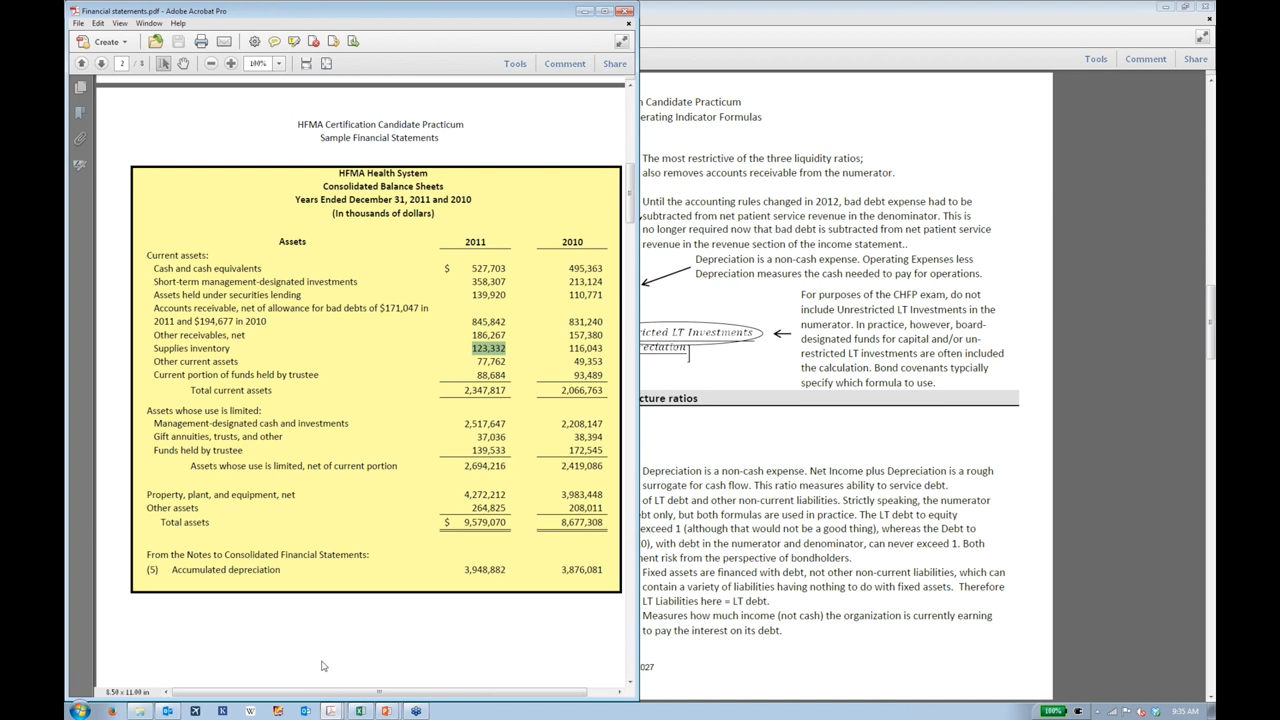 Financial statements.pdf - Adobe Acrobat Pro
File Edit View Window Help
Create
2 / 8
100%
Tools Comment Share
HFMA Certification Candidate Practicum
Sample Financial Statements
HFMA Health System
Consolidated Balance Sheets
Years Ended December 31, 2011 and 2010
(In thousands of dollars)
Assets 2011 2010
Current assets:
Cash and cash equivalents $ 527,703 495,363
Short-term management-designated investments 358,307 213,124
Assets held under securities lending 139,920 110,771
Accounts receivable, net of allowance for bad debts of $171,047 in
2011 and $194,677 in 2010 845,842 831,240
Other receivables, net 186,267 157,380
Supplies inventory 123,332 116,043
Other current assets 77,762 49,353
Current portion of funds held by trustee 88,684 93,489
Total current assets 2,347,817 2,066,763
Assets whose use is limited:
Management-designated cash and investments 2,517,647 2,208,147
Gift annuities, trusts, and other 37,036 38,394
Funds held by trustee 139,533 172,545
Assets whose use is limited, net of current portion 2,694,216 2,419,086
Property, plant, and equipment, net 4,272,212 3,983,448
Other assets 264,825 208,011
Total assets $ 9,579,070 8,677,308
From the Notes to Consolidated Financial Statements:
(5) Accumulated depreciation 3,948,882 3,876,081
8.50 x 11.00 in
Tools Comment Share
n Candidate Practicum
erating Indicator Formulas
The most restrictive of the three liquidity ratios;
also removes accounts receivable from the numerator.
Until the accounting rules changed in 2012, bad debt expense had to be
subtracted from net patient service revenue in the denominator. This is
no longer required now that bad debt is subtracted from net patient service
revenue in the revenue section of the income statement..
Depreciation is a non-cash expense. Operating Expenses less
Depreciation measures the cash needed to pay for operations.
For purposes of the CHFP exam, do not
include Unrestricted LT Investments in the
numerator. In practice, however, board-
designated funds for capital and/or un-
restricted LT investments are often included
the calculation. Bond covenants typcially
specify which formula to use.
ricted LT Investments
eciation]
cture ratios
Depreciation is a non-cash expense. Net Income plus Depreciation is a rough
surrogate for cash flow. This ratio measures ability to service debt.
of LT debt and other non-current liabilities. Strictly speaking, the numerator
bt only, but both formulas are used in practice. The LT debt to equity
exceed 1 (although that would not be a good thing), whereas the Debt to
0), with debt in the numerator and denominator, can never exceed 1. Both
ent risk from the perspective of bondholders.
Fixed assets are financed with debt, not other non-current liabilities, which can
contain a variety of liabilities having nothing to do with fixed assets. Therefore
LT Liabilities here = LT debt.
Measures how much income (not cash) the organization is currently earning
to pay the interest on its debt.
027
100%
9:35 AM